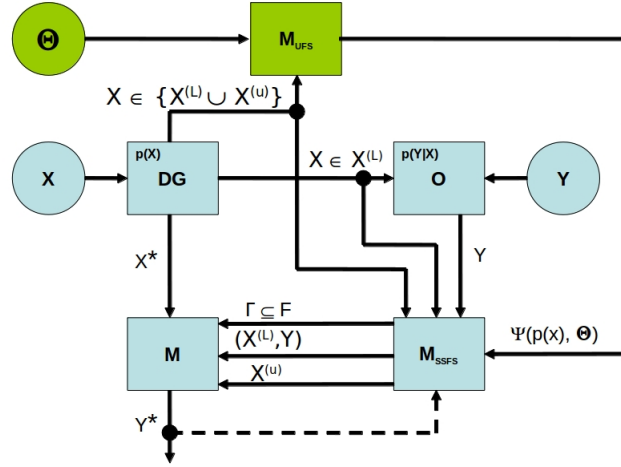 Θ
M_UFS
X ∈ {X^(L) ∪ X^(u)}
X
p(X)
DG
X ∈ X^(L)
p(Y|X)
O
Y
X*
Y
Γ ⊆ F
Ψ(p(x), Θ)
(X^(L),Y)
M
M_SSFS
X^(u)
Y*